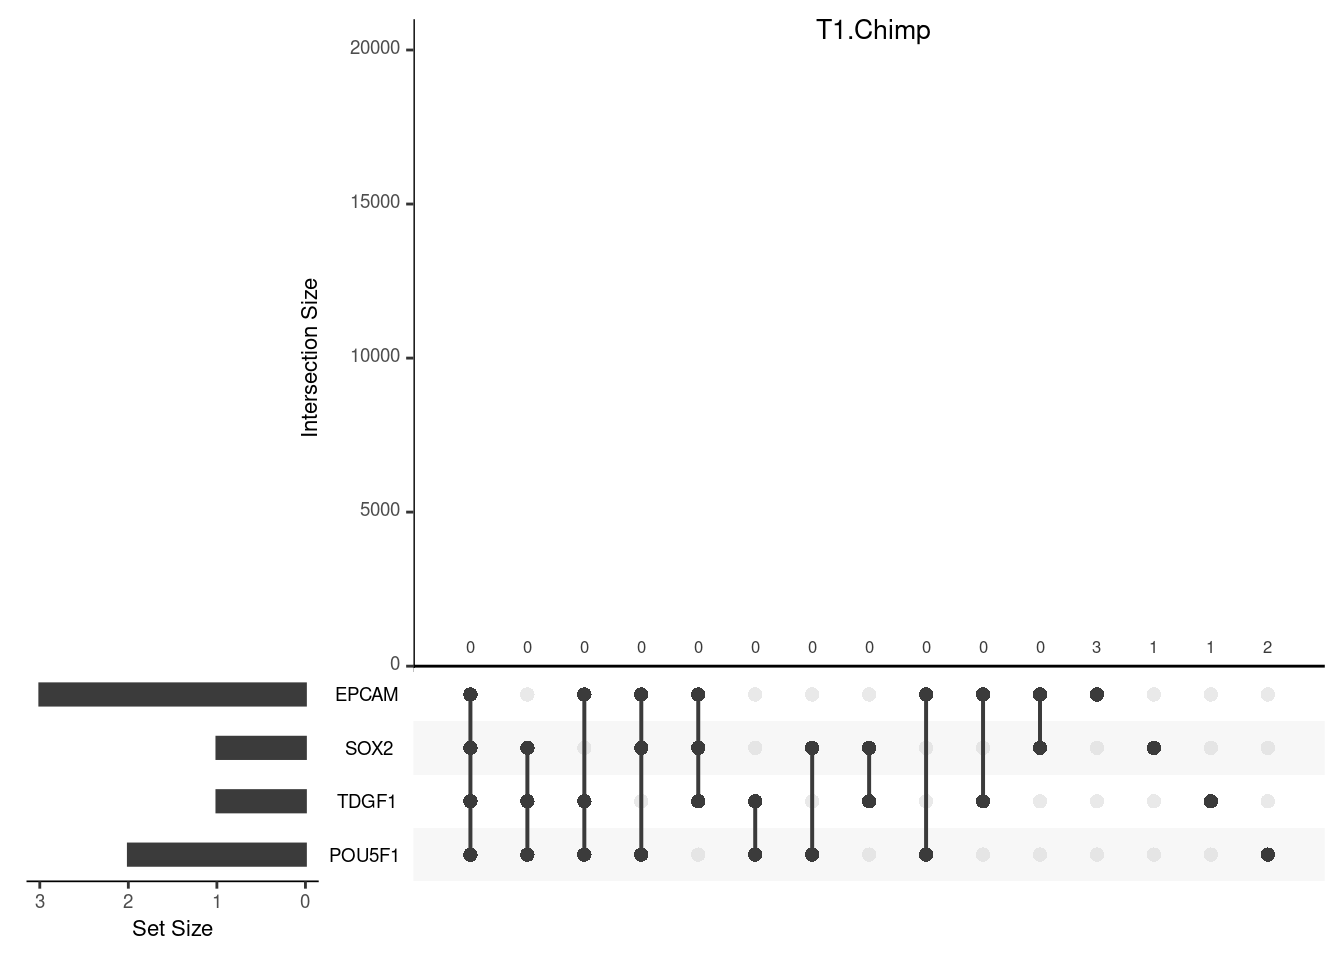 T1.Chimp
20000
15000
10000
5000
0
Intersection Size
0 0 0 0 0 0 0 0 0 0 0 3 1 1 2
EPCAM
SOX2
TDGF1
POU5F1
3 2 1 0
Set Size